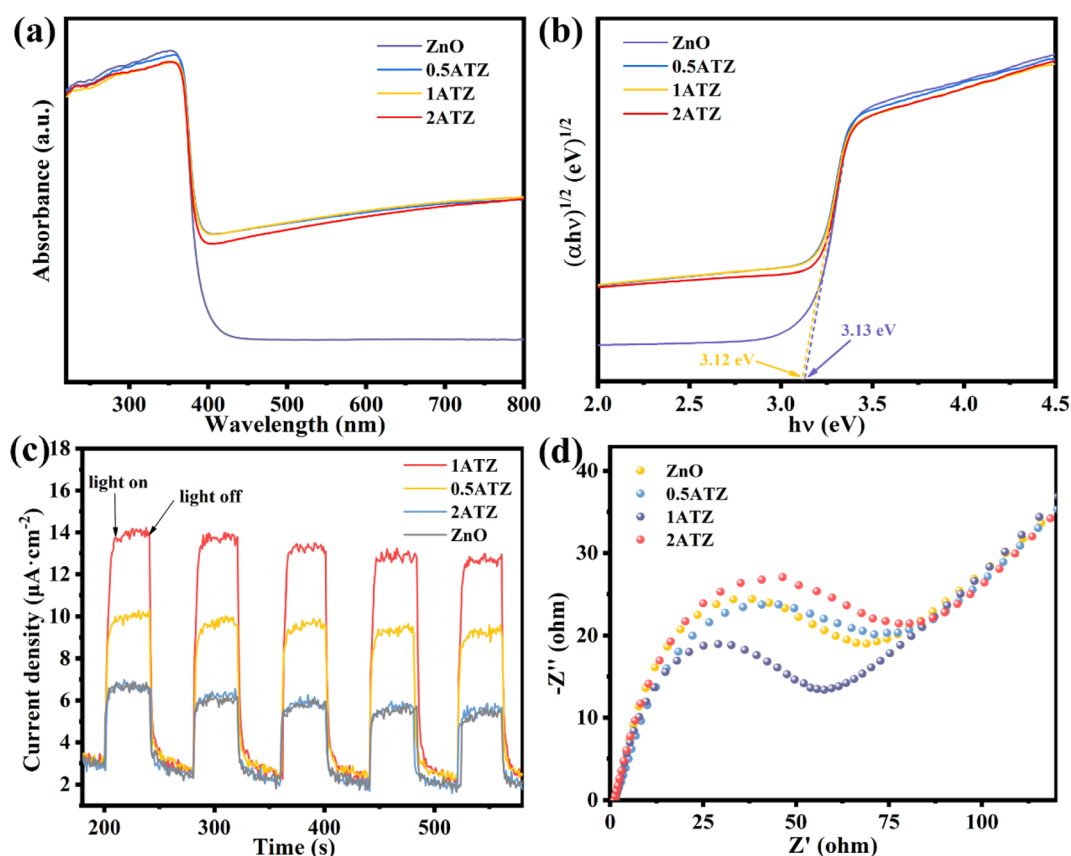 (a)
ZnO
0.5ATZ
1ATZ
2ATZ
Absorbance (a.u.)
300 400 500 600 700 800
Wavelength (nm)
(b)
ZnO
0.5ATZ
1ATZ
2ATZ
(αhν)1/2 (eV)1/2
3.13 eV
3.12 eV
2.0 2.5 3.0 3.5 4.0 4.5
hν (eV)
(c)
1ATZ
0.5ATZ
2ATZ
ZnO
light on
light off
18
16
14
12
10
8
6
4
2
Current density (μA·cm-2)
200 300 400 500
Time (s)
(d)
ZnO
0.5ATZ
1ATZ
2ATZ
40
30
20
10
0
-Z'' (ohm)
0 25 50 75 100
Z' (ohm)